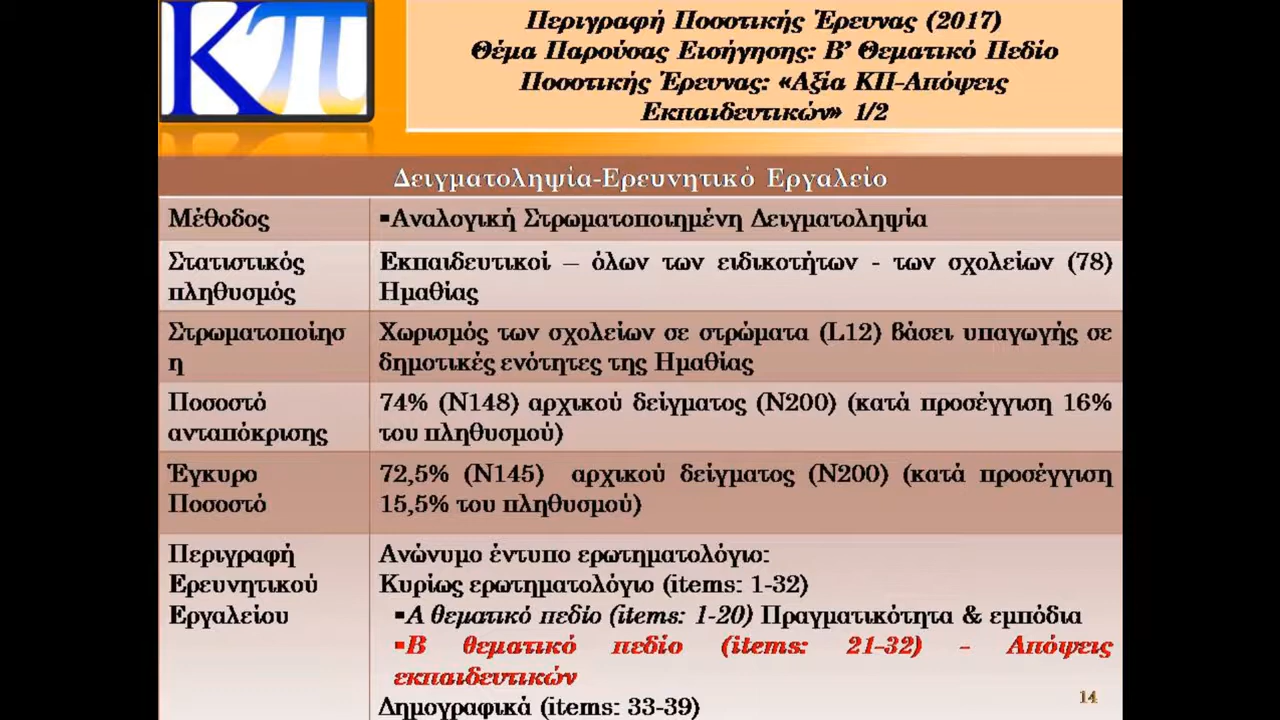 Κπ
Περιγραφή Ποσοτικής Έρευνας (2017)
Θέμα Παρούσας Εισήγησης: Β’ Θεματικό Πεδίο
Ποσοτικής Έρευνας: «Αξία ΚΠ-Απόψεις
Εκπαιδευτικών» 1/2
Δειγματοληψία-Ερευνητικό Εργαλείο
Μέθοδος
▪Αναλογική Στρωματοποιημένη Δειγματοληψία
Στατιστικός
πληθυσμός
Εκπαιδευτικοί – όλων των ειδικοτήτων - των σχολείων (78)
Ημαθίας
Στρωματοποίησ
η
Χωρισμός των σχολείων σε στρώματα (L12) βάσει υπαγωγής σε
δημοτικές ενότητες της Ημαθίας
Ποσοστό
ανταπόκρισης
74% (Ν148) αρχικού δείγματος (Ν200) (κατά προσέγγιση 16%
του πληθυσμού)
Έγκυρο
Ποσοστό
72,5% (Ν145) αρχικού δείγματος (Ν200) (κατά προσέγγιση
15,5% του πληθυσμού)
Περιγραφή
Ερευνητικού
Εργαλείου
Ανώνυμο έντυπο ερωτηματολόγιο:
Κυρίως ερωτηματολόγιο (items: 1-32)
▪Α θεματικό πεδίο (items: 1-20) Πραγματικότητα & εμπόδια
▪Β θεματικό πεδίο (items: 21-32) - Απόψεις
εκπαιδευτικών
Δημογραφικά (items: 33-39)
14